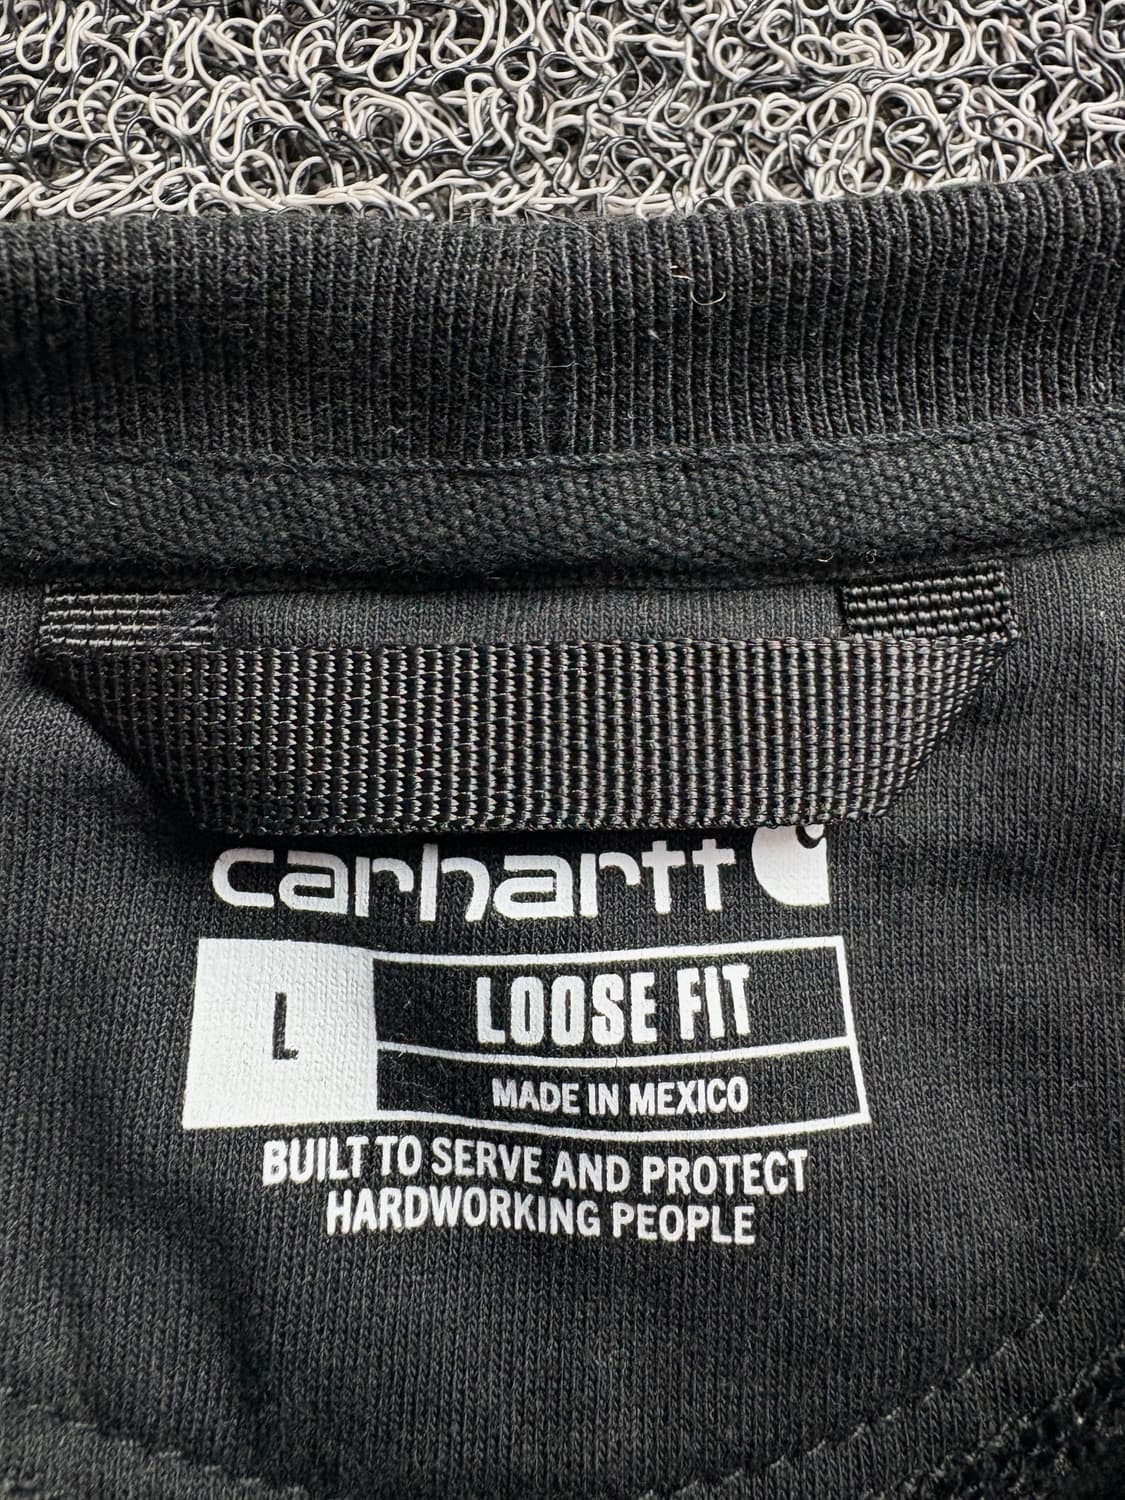 carhartt
L
LOOSE FIT
MADE IN MEXICO
BUILT TO SERVE AND PROTECT
HARDWORKING PEOPLE